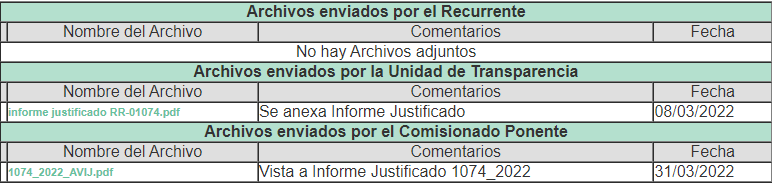 Archivos enviados por el Recurrente
Nombre del Archivo Comentarios Fecha
No hay Archivos adjuntos
Archivos enviados por la Unidad de Transparencia
Nombre del Archivo Comentarios Fecha
informe justificado RR-01074.pdf Se anexa Informe Justificado 08/03/2022
Archivos enviados por el Comisionado Ponente
Nombre del Archivo Comentarios Fecha
1074_2022_AVIJ.pdf Vista a Informe Justificado 1074_2022 31/03/2022